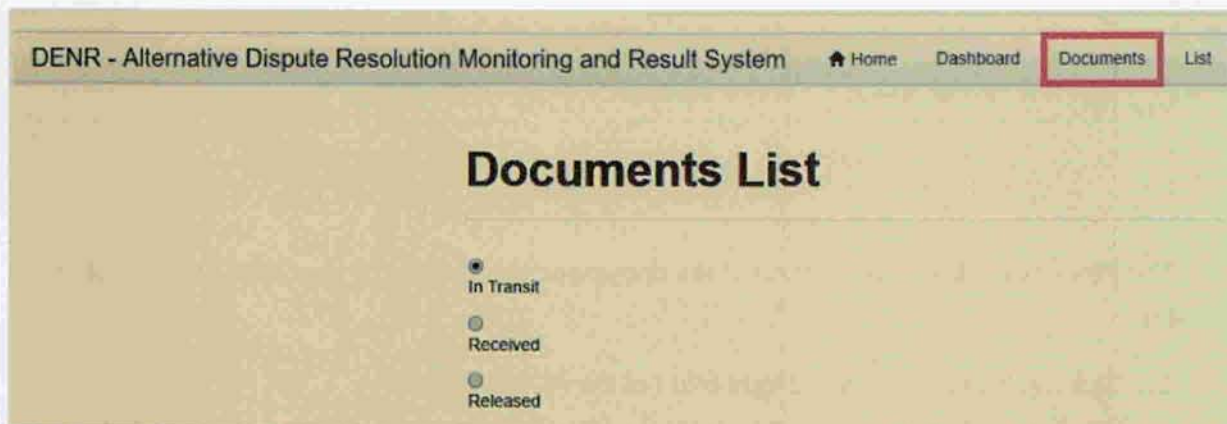 DENR - Alternative Dispute Resolution Monitoring and Result System Home Dashboard Documents List
Documents List
In Transit
Received
Released